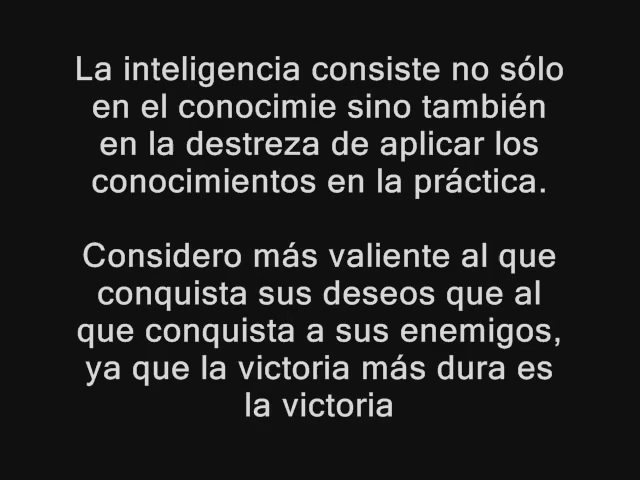 La inteligencia consiste no sólo
en el conocimie sino también
en la destreza de aplicar los
conocimientos en la práctica.
Considero más valiente al que
conquista sus deseos que al
que conquista a sus enemigos,
ya que la victoria más dura es
la victoria